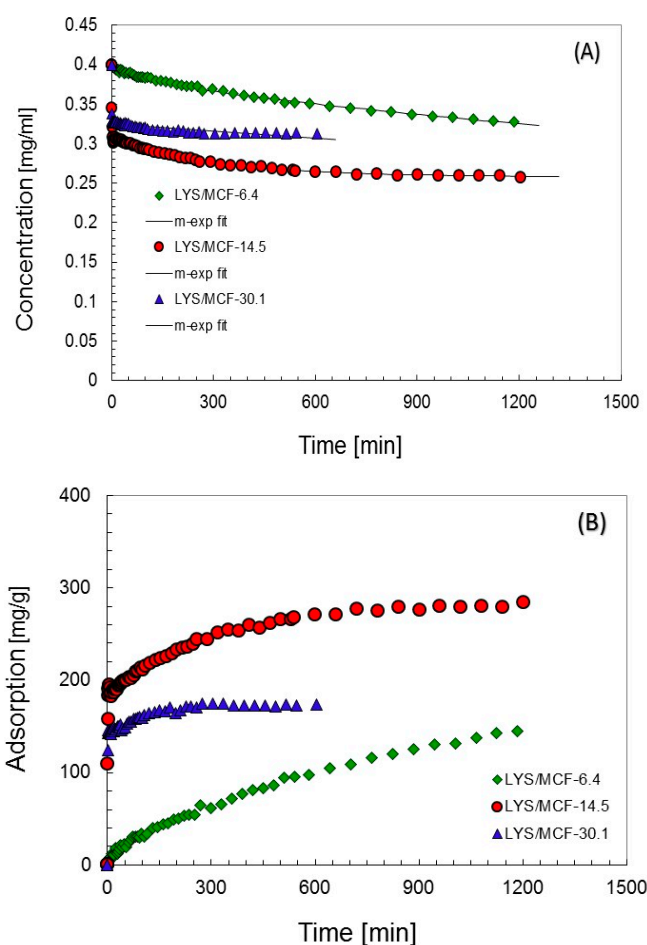 (A)
0.45
0.4
0.35
0.3
0.25
0.2
0.15
0.1
0.05
0
Concentration [mg/ml]
LYS/MCF-6.4
m-exp fit
LYS/MCF-14.5
m-exp fit
LYS/MCF-30.1
m-exp fit
0 300 600 900 1200 1500
Time [min]
(B)
400
300
200
100
0
Adsorption [mg/g]
LYS/MCF-6.4
LYS/MCF-14.5
LYS/MCF-30.1
0 300 600 900 1200 1500
Time [min]